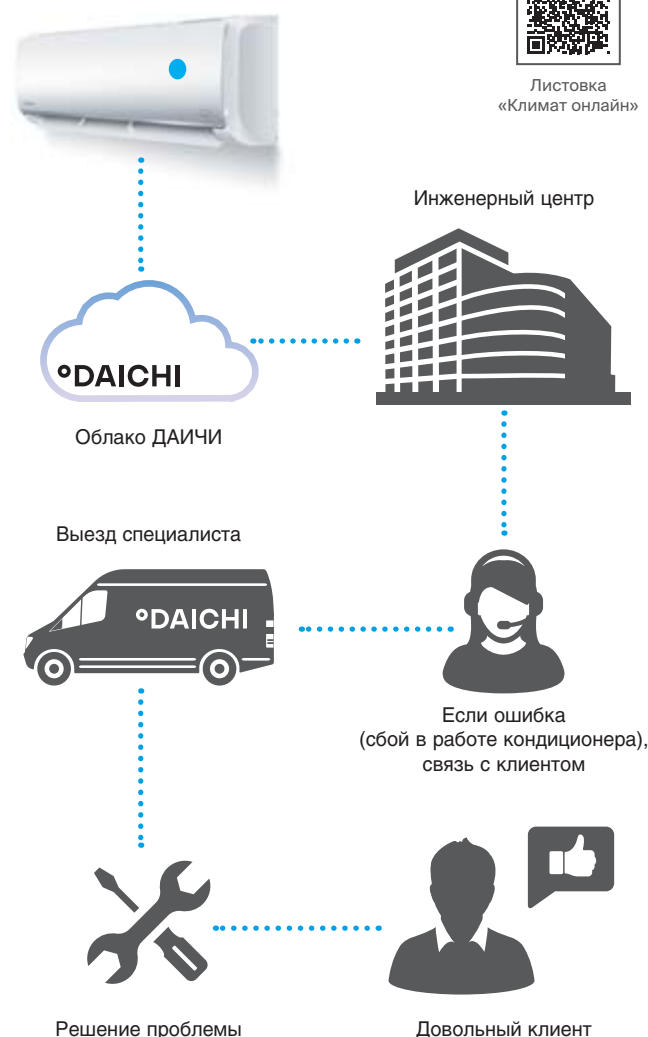 Листовка
«Климат онлайн»
Инженерный центр
°DAICHI
Облако ДАИЧИ
Выезд специалиста
°DAICHI
Если ошибка
(сбой в работе кондиционера),
связь с клиентом
Решение проблемы
Довольный клиент